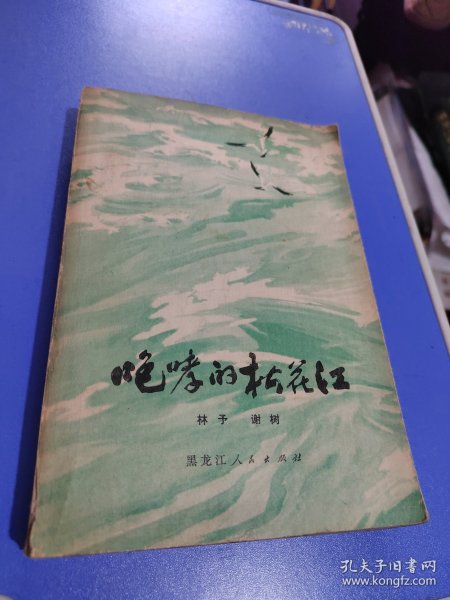 咆哮的松花江
林予 谢树
黑龙江人民出版社
孔夫子旧书网
www.kongfz.com